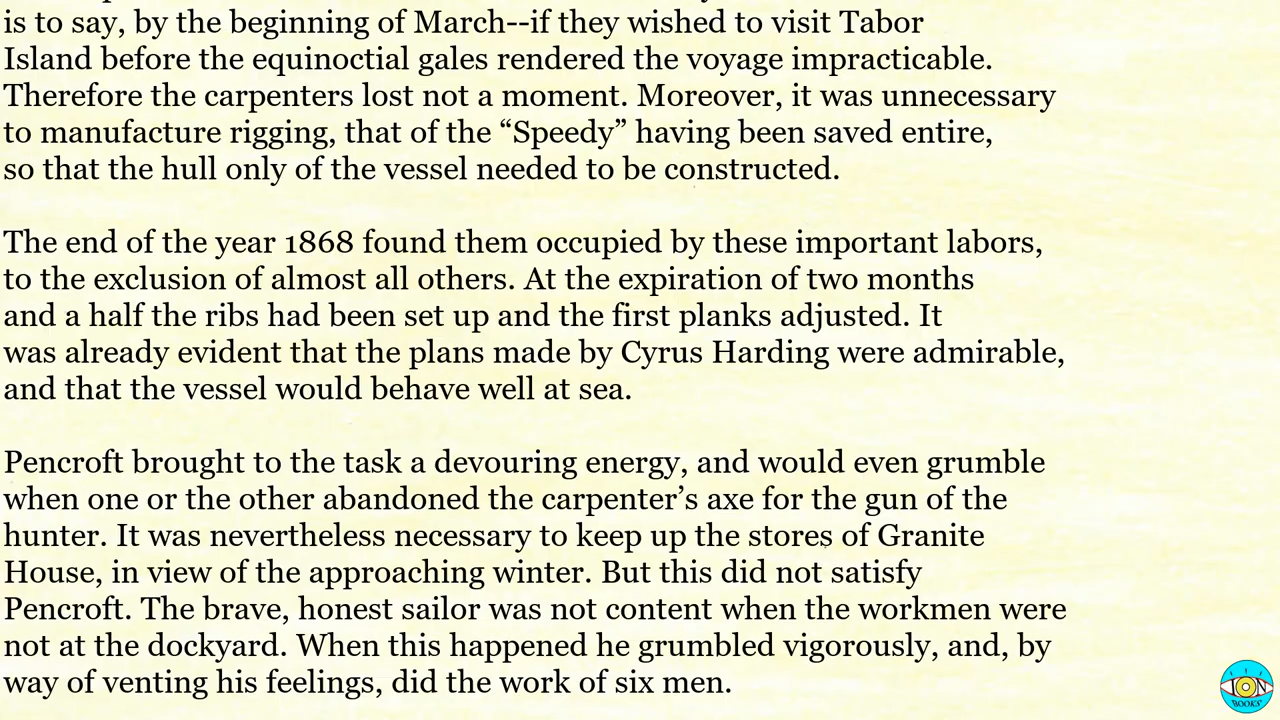 is to say, by the beginning of March--if they wished to visit Tabor
Island before the equinoctial gales rendered the voyage impracticable.
Therefore the carpenters lost not a moment. Moreover, it was unnecessary
to manufacture rigging, that of the “Speedy” having been saved entire,
so that the hull only of the vessel needed to be constructed.

The end of the year 1868 found them occupied by these important labors,
to the exclusion of almost all others. At the expiration of two months
and a half the ribs had been set up and the first planks adjusted. It
was already evident that the plans made by Cyrus Harding were admirable,
and that the vessel would behave well at sea.

Pencroft brought to the task a devouring energy, and would even grumble
when one or the other abandoned the carpenter’s axe for the gun of the
hunter. It was nevertheless necessary to keep up the stores of Granite
House, in view of the approaching winter. But this did not satisfy
Pencroft. The brave, honest sailor was not content when the workmen were
not at the dockyard. When this happened he grumbled vigorously, and, by
way of venting his feelings, did the work of six men.
ION
BOOKS